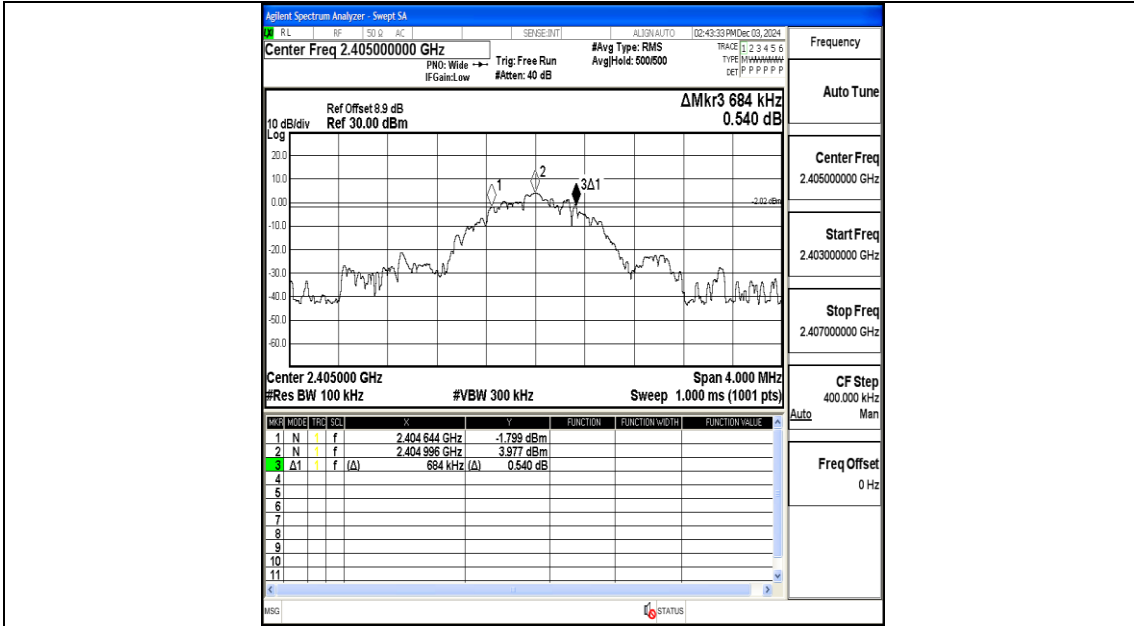 Agilent Spectrum Analyzer - Swept SA
RL RF 50 Ω AC SENSE:INT ALIGNAUTO 02:43:33 PM Dec 03, 2024
Center Freq 2.405000000 GHz
PNO: Wide
IFGain:Low
Trig: Free Run
#Atten: 40 dB
#Avg Type: RMS
Avg|Hold: 500/500
TRACE 1 2 3 4 5 6
TYPE M
DET P P P P P P
Ref Offset 8.9 dB
10 dB/div Ref 30.00 dBm
Log
ΔMkr3 684 kHz
0.540 dB
20.0
10.0
0.00
-10.0
-20.0
-30.0
-40.0
-50.0
-60.0
1
2
3Δ1
-2.02 dBm
Center 2.405000 GHz Span 4.000 MHz
#Res BW 100 kHz #VBW 300 kHz Sweep 1.000 ms (1001 pts)
MKR MODE TRC SCL X Y FUNCTION FUNCTION WIDTH FUNCTION VALUE
1 N 1 f 2.404 644 GHz -1.799 dBm
2 N 1 f 2.404 996 GHz 3.977 dBm
3 Δ1 1 f (Δ) 684 kHz (Δ) 0.540 dB
4
5
6
7
8
9
10
11
MSG STATUS
Frequency
Auto Tune
Center Freq
2.405000000 GHz
Start Freq
2.403000000 GHz
Stop Freq
2.407000000 GHz
CF Step
400.000 kHz
Auto Man
Freq Offset
0 Hz